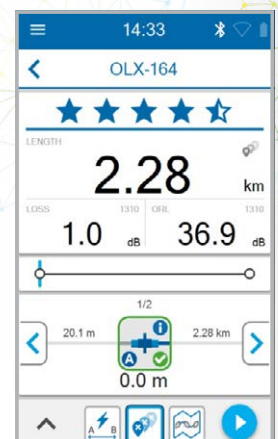 14:33
OLX-164
LENGTH
2.28 km
LOSS 1310 ORL 1310
1.0 dB 36.9 dB
1/2
20.1 m 2.28 km
i
A
0.0 m
A B